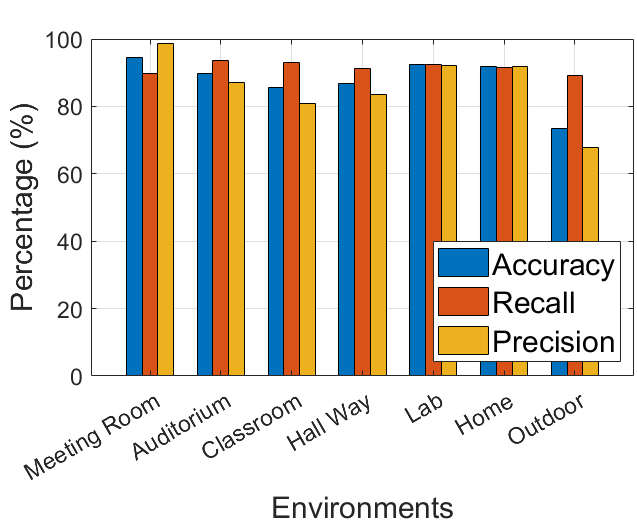 Percentage (%)
100
80
60
40
20
0
Accuracy
Recall
Precision
Meeting Room
Auditorium
Classroom
Hall Way
Lab
Home
Outdoor
Environments